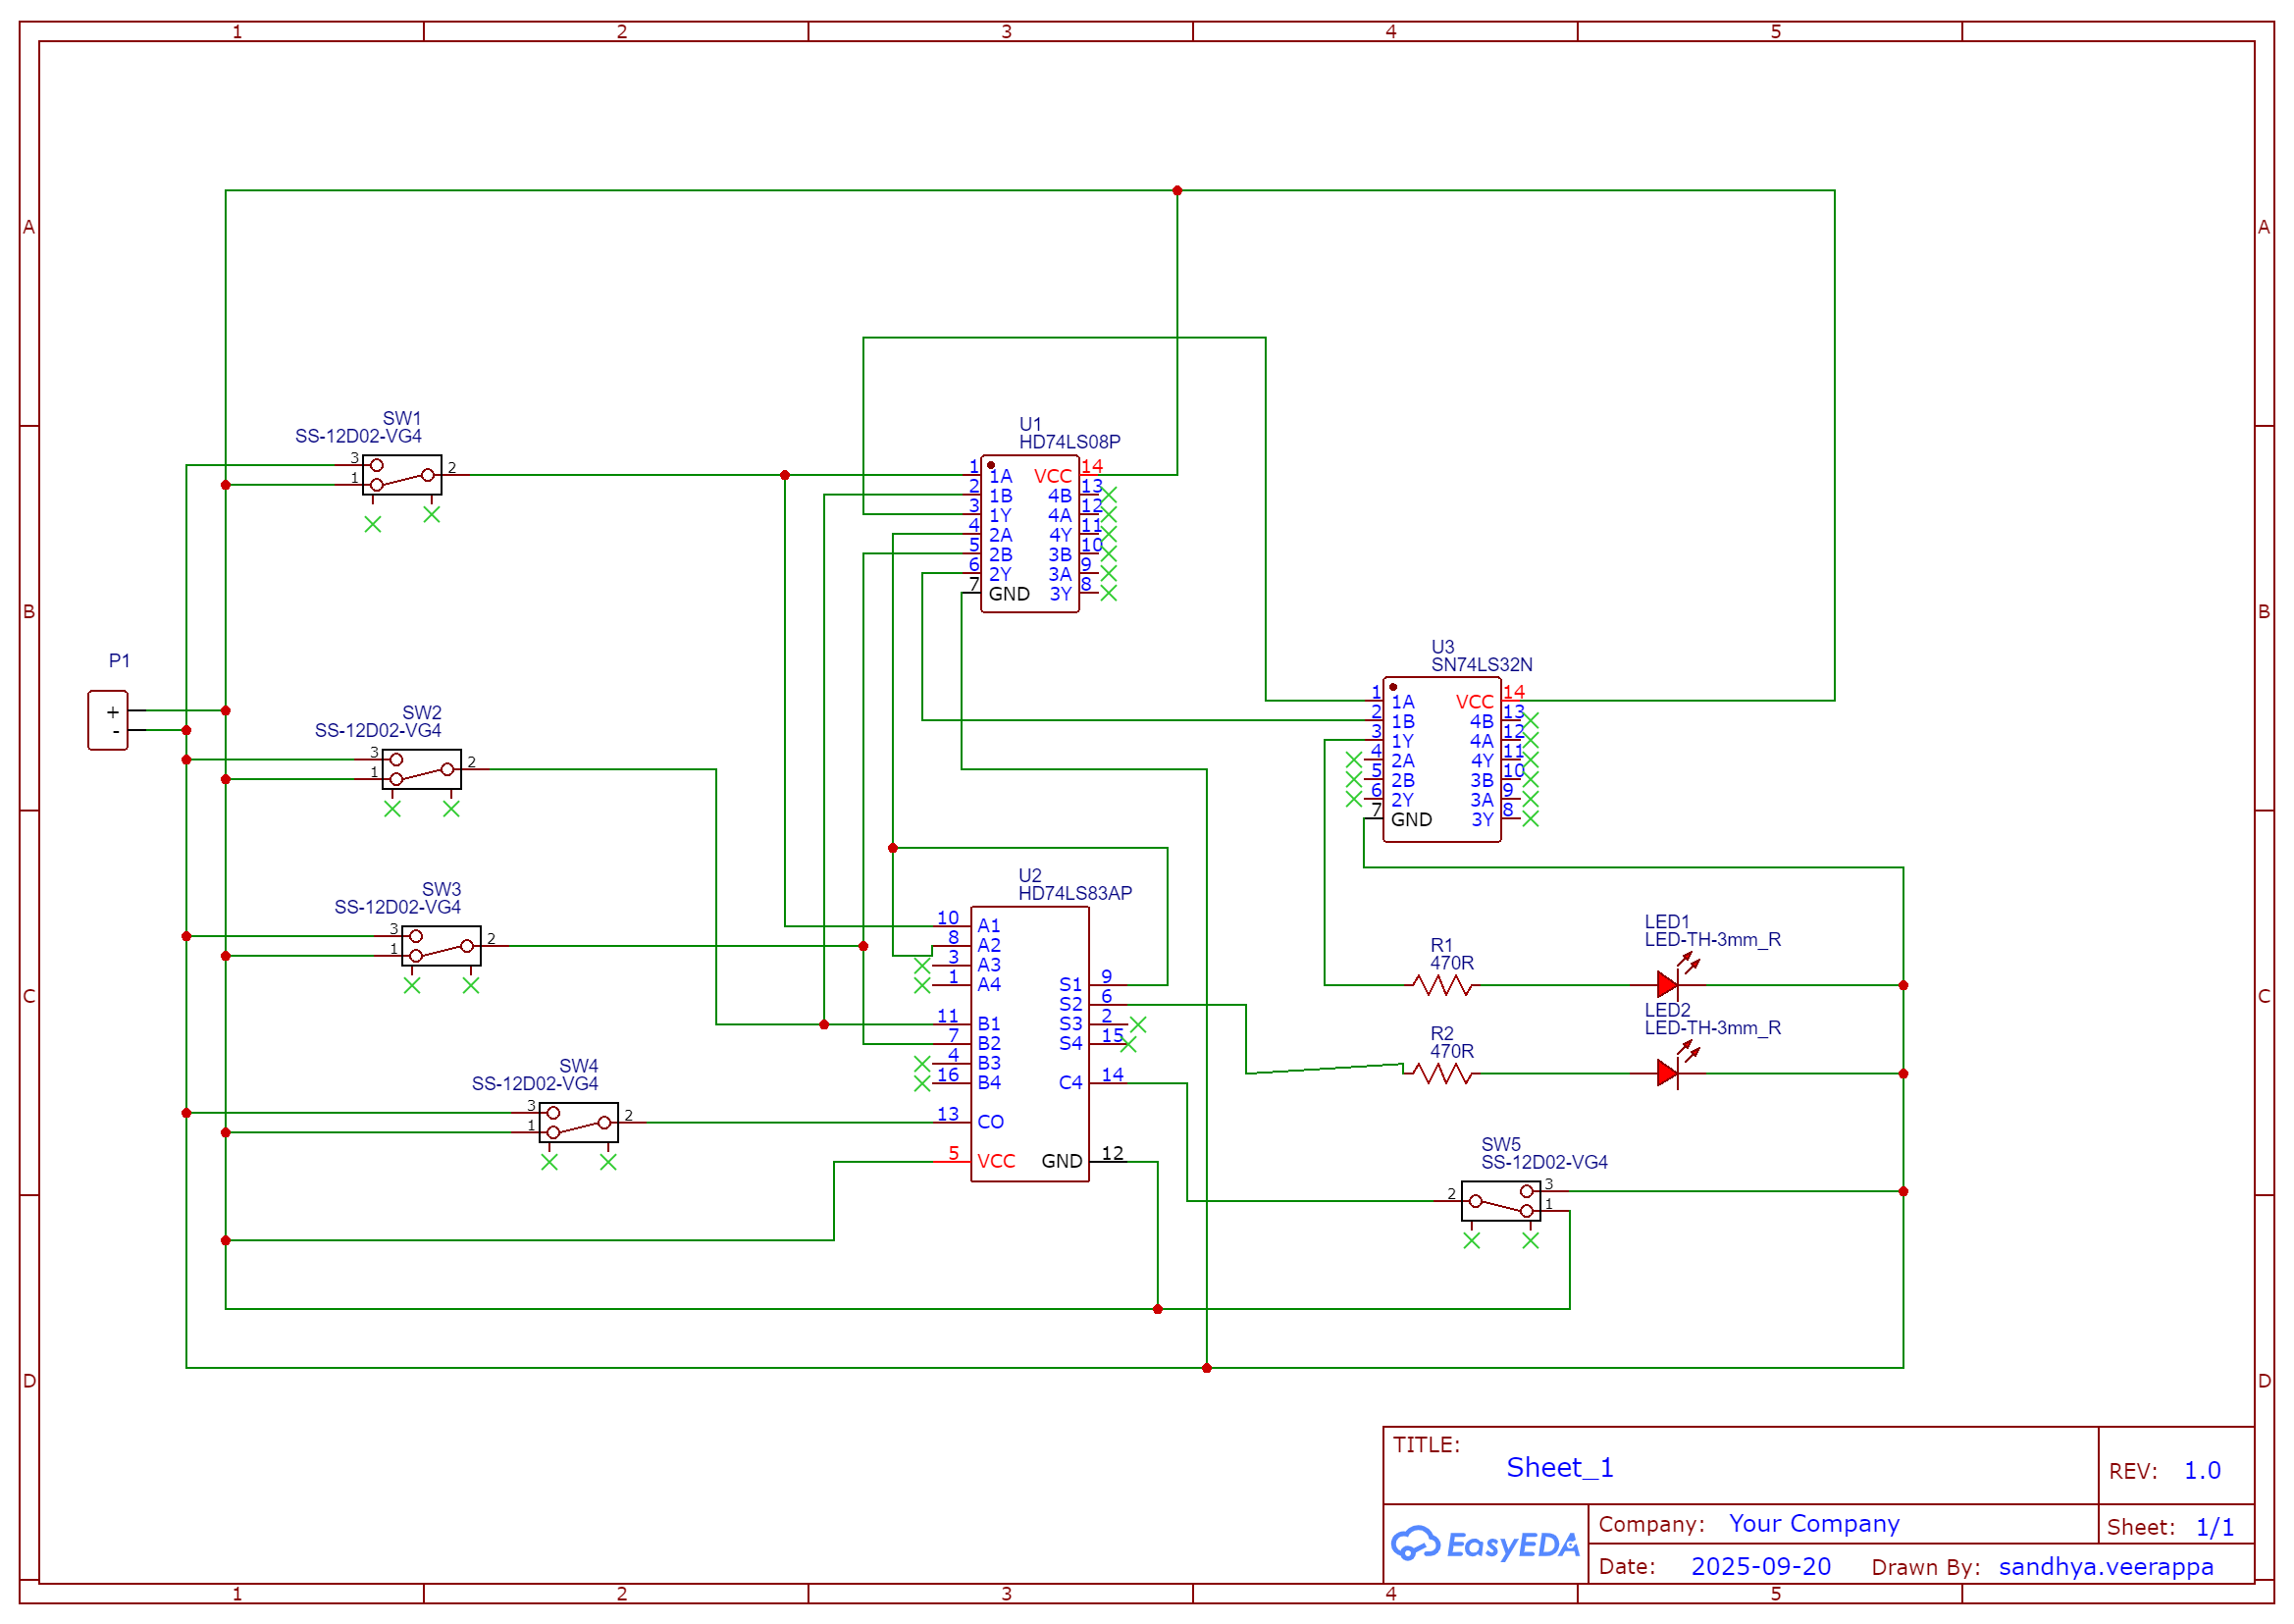 1 2 3 4 5
A A
SW1
SS-12D02-VG4
3
1
2
U1
HD74LS08P
1 1A VCC 14
2 1B 4B 13
3 1Y 4A 12
4 2A 4Y 11
5 2B 3B 10
6 2Y 3A 9
7 GND 3Y 8
B B
P1
+
-
SW2
SS-12D02-VG4
3
1
2
U3
SN74LS32N
1 1A VCC 14
2 1B 4B 13
3 1Y 4A 12
4 2A 4Y 11
5 2B 3B 10
6 2Y 3A 9
7 GND 3Y 8
SW3
SS-12D02-VG4
3
1
2
U2
HD74LS83AP
10 A1
8 A2
3 A3
1 A4
S1 9
S2 6
11 B1 S3 2
7 B2 S4 15
4 B3
16 B4 C4 14
13 CO
5 VCC GND 12
C C
R1
470R
LED1
LED-TH-3mm_R
R2
470R
LED2
LED-TH-3mm_R
SW4
SS-12D02-VG4
3
1
2
SW5
SS-12D02-VG4
2
3
1
D D
TITLE:
Sheet_1
REV: 1.0
EasyEDA
Company: Your Company
Sheet: 1/1
Date: 2025-09-20 Drawn By: sandhya.veerappa
1 2 3 4 5